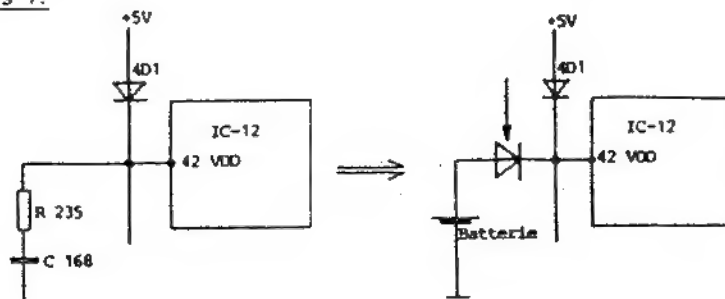 +5V
4D1
IC-12
42 VDD
R 235
C 168
+5V
4D1
IC-12
42 VDD
Batterie